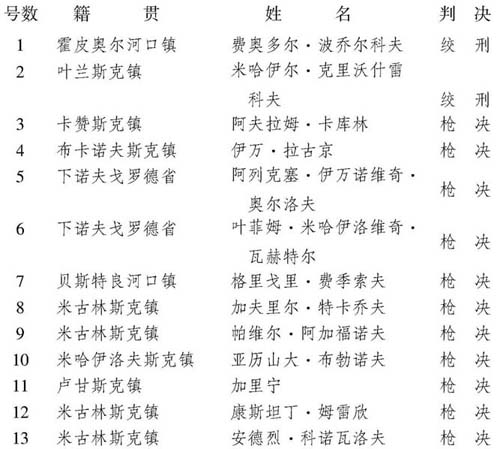 号数 籍贯 姓名 判决
1 霍皮奥尔河口镇 费奥多尔·波乔尔科夫 绞刑
2 叶兰斯克镇 米哈伊尔·克里沃什雷
科夫 绞刑
3 卡赞斯克镇 阿夫拉姆·卡库林 枪决
4 布卡诺夫斯克镇 伊万·拉古京 枪决
5 下诺夫戈罗德省 阿列克塞·伊万诺维奇·
奥尔洛夫 枪决
6 下诺夫戈罗德省 叶菲姆·米哈伊洛维奇·
瓦赫特尔 枪决
7 贝斯特良河口镇 格里戈里·费季索夫 枪决
8 米古林斯克镇 加夫里尔·特卡乔夫 枪决
9 米古林斯克镇 帕维尔·阿加福诺夫 枪决
10 米哈伊洛夫斯克镇 亚历山大·布勃诺夫 枪决
11 卢甘斯克镇 加里宁 枪决
12 米古林斯克镇 康斯坦丁·姆雷欣 枪决
13 米古林斯克镇 安德烈·科诺瓦洛夫 枪决